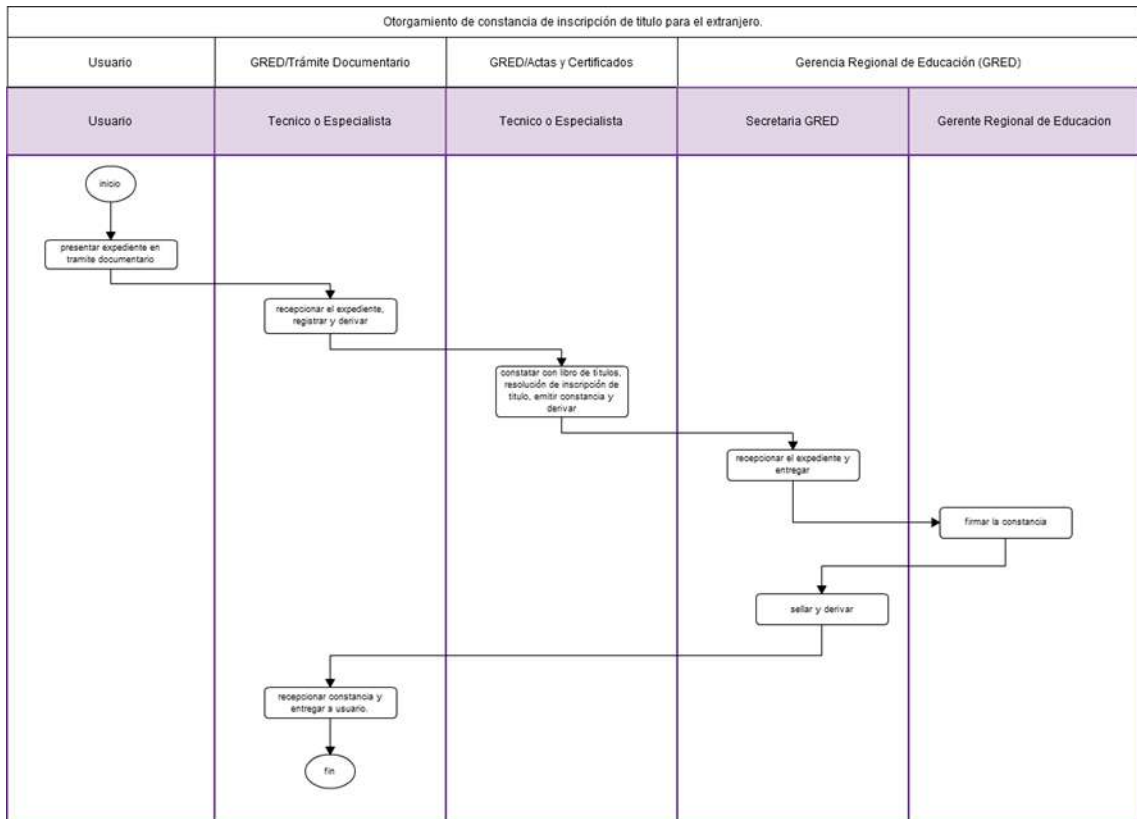 Otorgamiento de constancia de inscripción de titulo para el extranjero.
Usuario
GRED/Trámite Documentario
GRED/Actas y Certificados
Gerencia Regional de Educación (GRED)
Usuario
Tecnico o Especialista
Tecnico o Especialista
Secretaria GRED
Gerente Regional de Educacion
inicio
presentar expediente en
tramite documentario
recepcionar el expediente,
registrar y derivar
constatar con libro de titulos,
resolución de inscripción de
titulo, emitir constancia y
derivar
recepcionar el expediente y
entregar
firmar la constancia
sellar y derivar
recepcionar constancia y
entregar a usuario.
fin